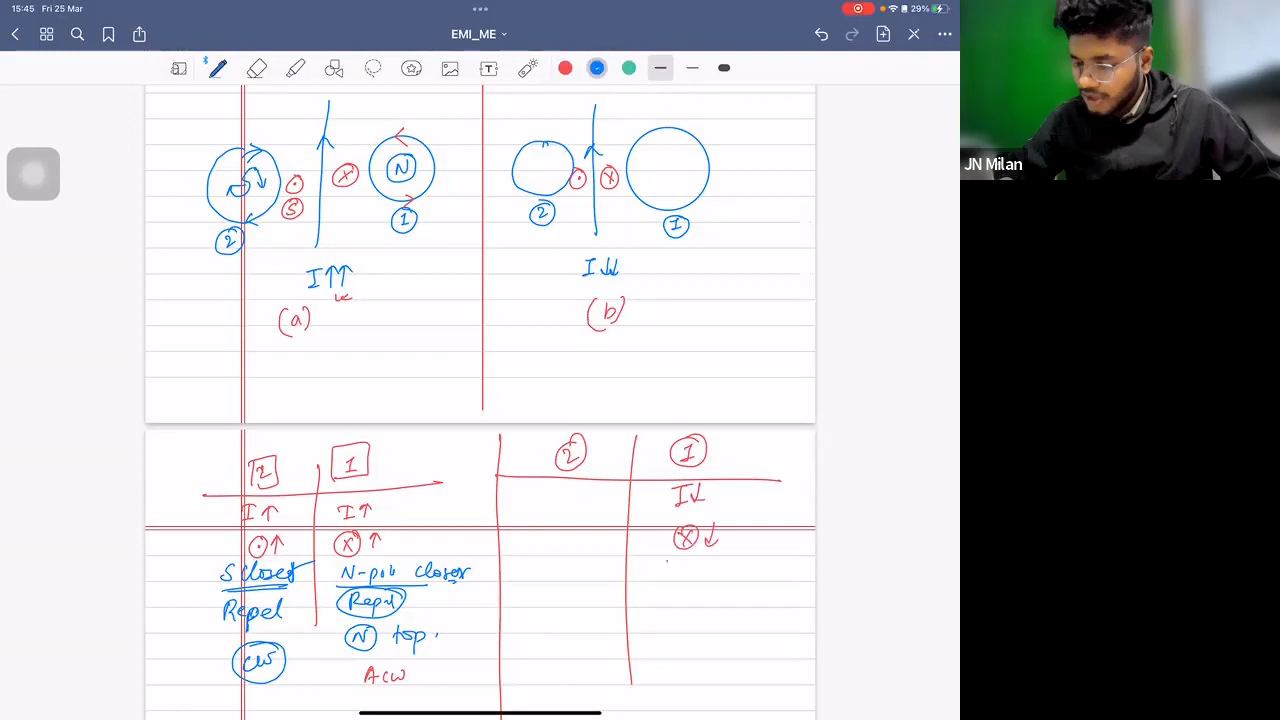 15:45 Fri 25 Mar
29%
EMI_ME
T
JN Milan
N
S
X
2
1
I↑↑
(a)
2
X
1
I↓↓
(b)
2
1
I↑
I↑
⊙↑
ⓧ↑
S closer
N-pole closer
Repel
Repel
N top
CW
ACW
2
1
I↓
ⓧ↓